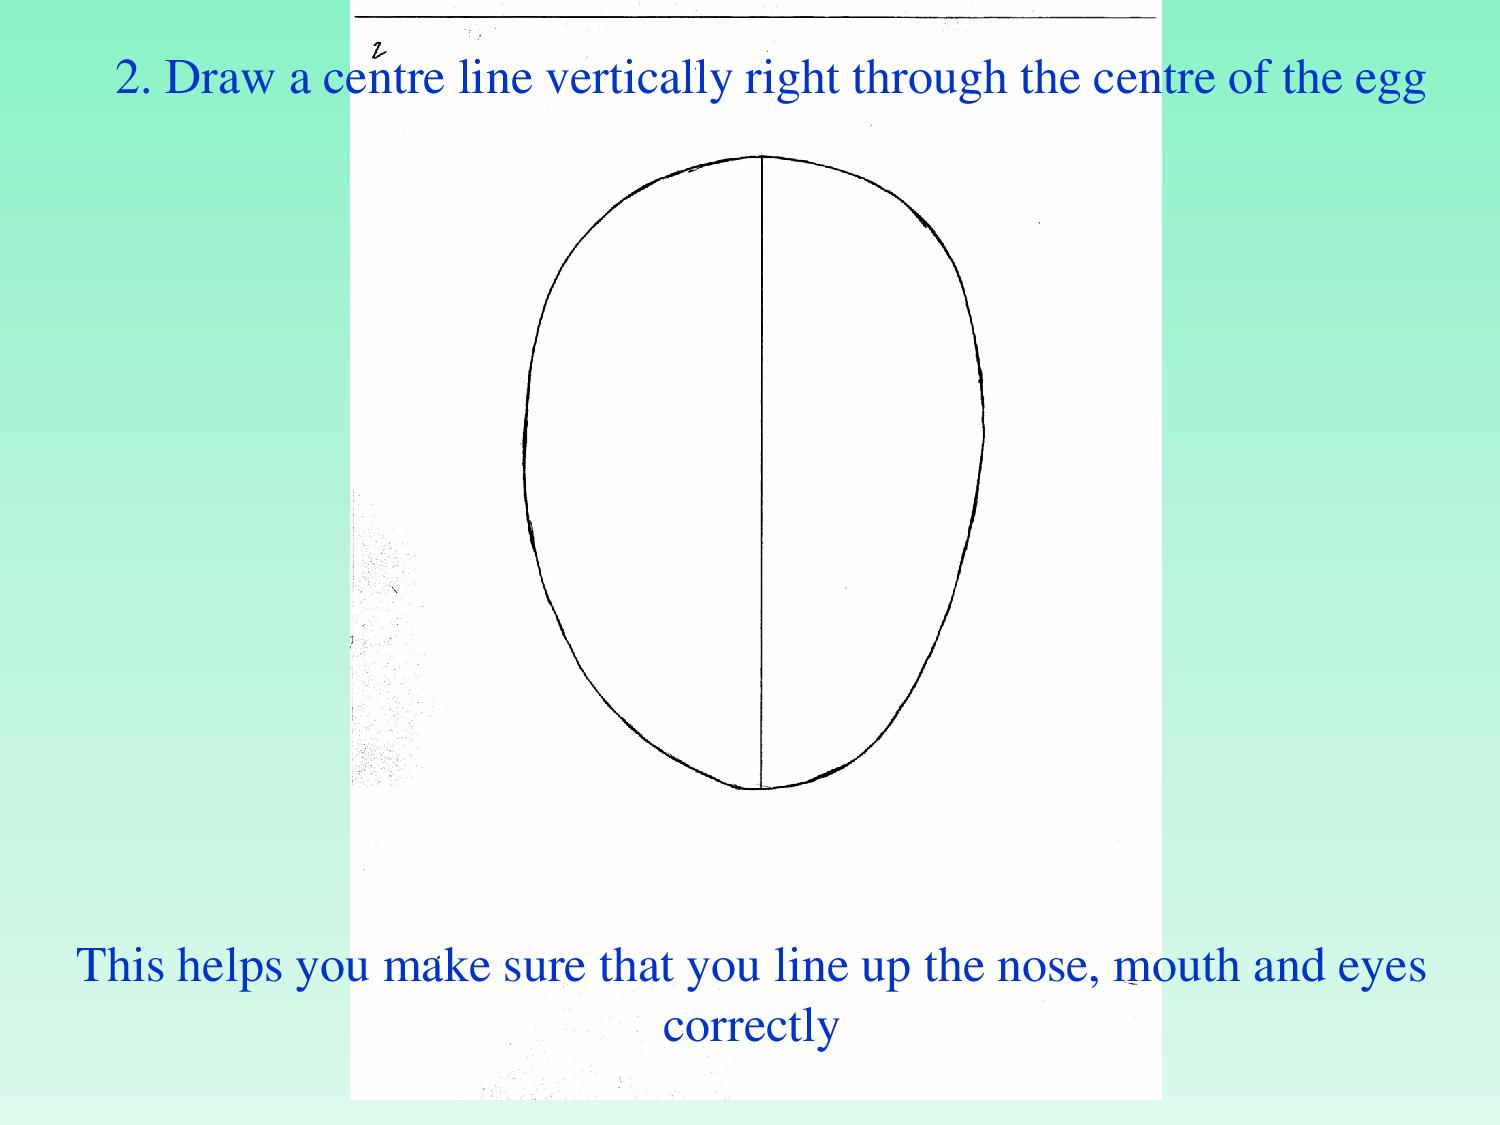 2
2. Draw a centre line vertically right through the centre of the egg
This helps you make sure that you line up the nose, mouth and eyes
correctly